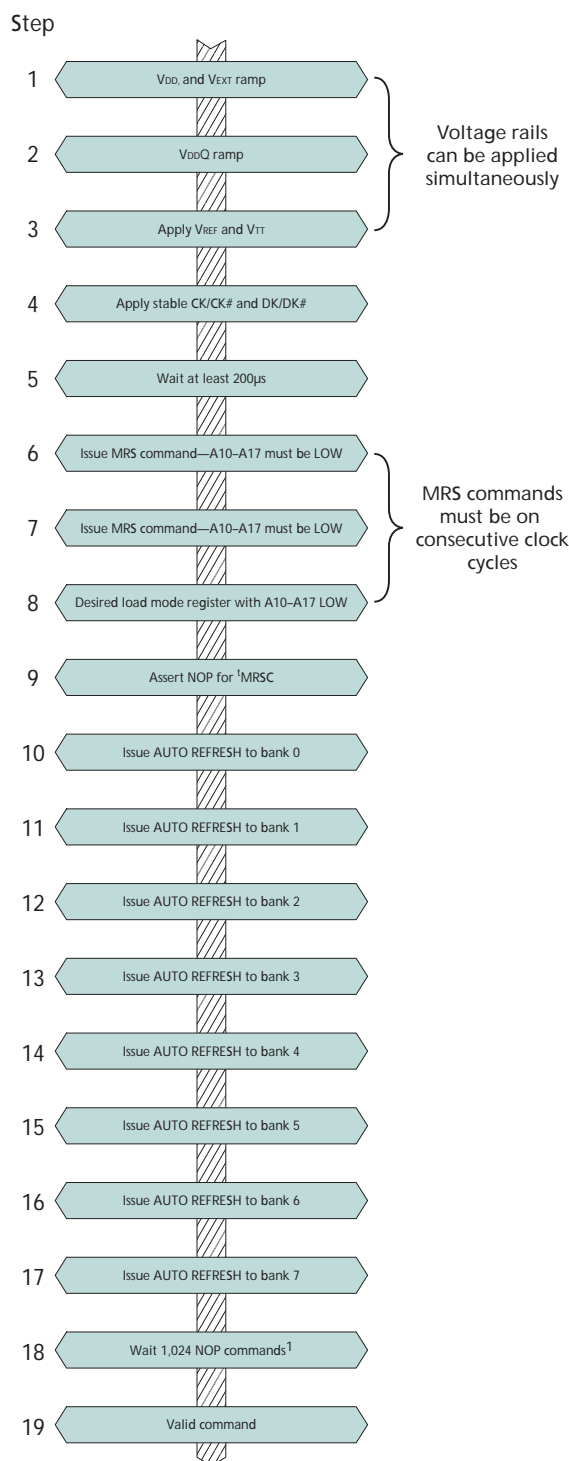 Step
1 VDD, and VEXT ramp
2 VDDQ ramp
3 Apply VREF and VTT
Voltage rails
can be applied
simultaneously
4 Apply stable CK/CK# and DK/DK#
5 Wait at least 200µs
6 Issue MRS command—A10–A17 must be LOW
7 Issue MRS command—A10–A17 must be LOW
8 Desired load mode register with A10–A17 LOW
MRS commands
must be on
consecutive clock
cycles
9 Assert NOP for tMRSC
10 Issue AUTO REFRESH to bank 0
11 Issue AUTO REFRESH to bank 1
12 Issue AUTO REFRESH to bank 2
13 Issue AUTO REFRESH to bank 3
14 Issue AUTO REFRESH to bank 4
15 Issue AUTO REFRESH to bank 5
16 Issue AUTO REFRESH to bank 6
17 Issue AUTO REFRESH to bank 7
18 Wait 1,024 NOP commands1
19 Valid command